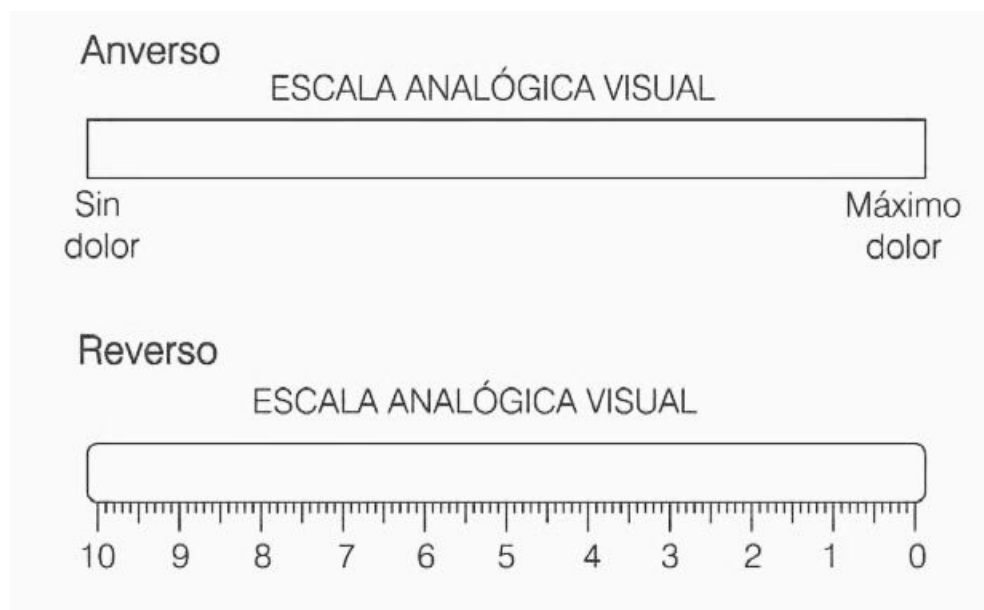 Anverso
ESCALA ANALÓGICA VISUAL
Sin
dolor
Máximo
dolor
Reverso
ESCALA ANALÓGICA VISUAL
10 9 8 7 6 5 4 3 2 1 0